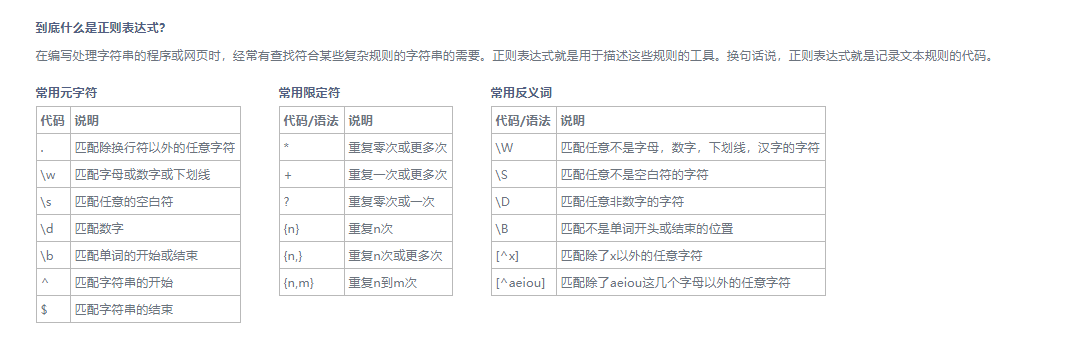 到底什么是正则表达式?
在编写处理字符串的程序或网页时，经常有查找符合某些复杂规则的字符串的需要。正则表达式就是用于描述这些规则的工具。换句话说，正则表达式就是记录文本规则的代码。
常用元字符
代码 说明
. 匹配除换行符以外的任意字符
\w 匹配字母或数字或下划线
\s 匹配任意的空白符
\d 匹配数字
\b 匹配单词的开始或结束
^ 匹配字符串的开始
$ 匹配字符串的结束
常用限定符
代码/语法 说明
* 重复零次或更多次
+ 重复一次或更多次
? 重复零次或一次
{n} 重复n次
{n,} 重复n次或更多次
{n,m} 重复n到m次
常用反义词
代码/语法 说明
\W 匹配任意不是字母，数字，下划线，汉字的字符
\S 匹配任意不是空白符的字符
\D 匹配任意非数字的字符
\B 匹配不是单词开头或结束的位置
[^x] 匹配除了x以外的任意字符
[^aeiou] 匹配除了aeiou这几个字母以外的任意字符